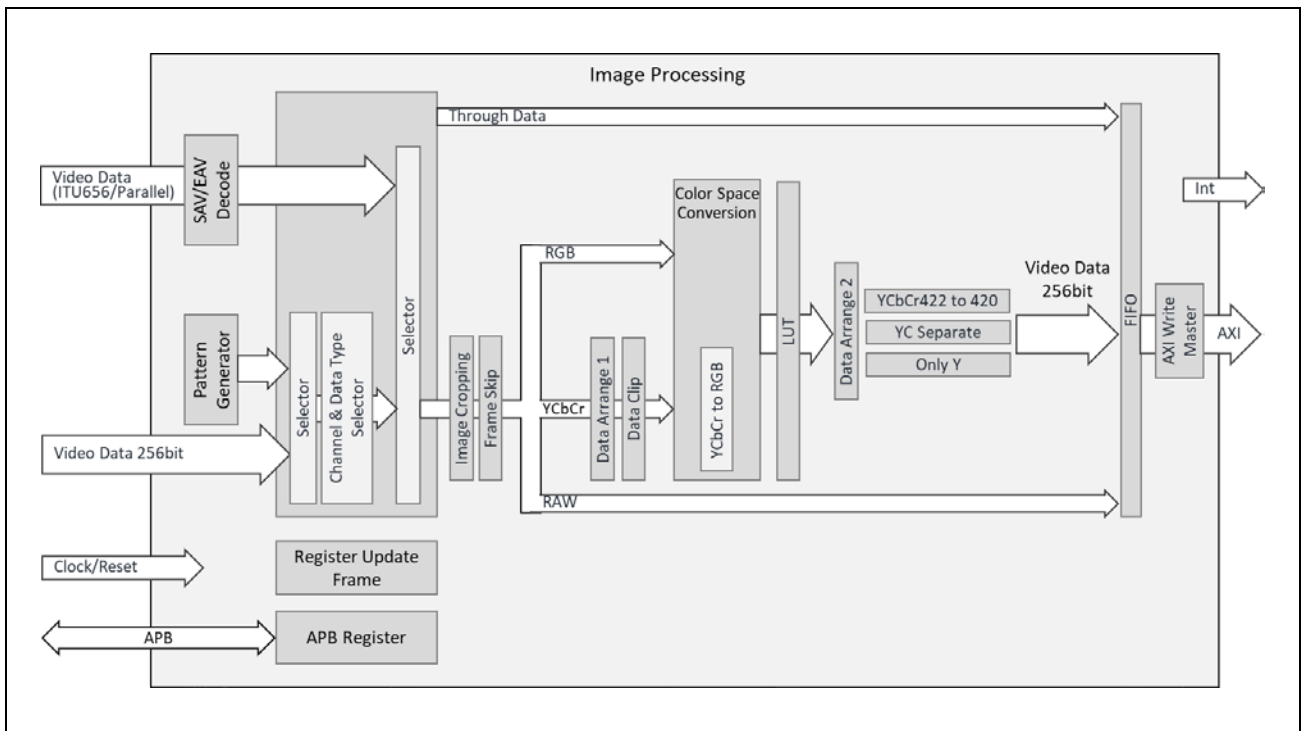 Image Processing
Through Data
Video Data
(ITU656/Parallel)
SAV/EAV
Decode
Selector
Color Space
Conversion
Int
RGB
Video Data
256bit
Pattern
Generator
Selector
Channel & Data Type
Selector
Image Cropping
Frame Skip
YCbCr
Data Arrange 1
Data Clip
YCbCr to RGB
LUT
Data Arrange 2
YCbCr422 to 420
YC Separate
Only Y
FIFO
AXI Write
Master
AXI
Video Data 256bit
RAW
Clock/Reset
Register Update
Frame
APB
APB Register